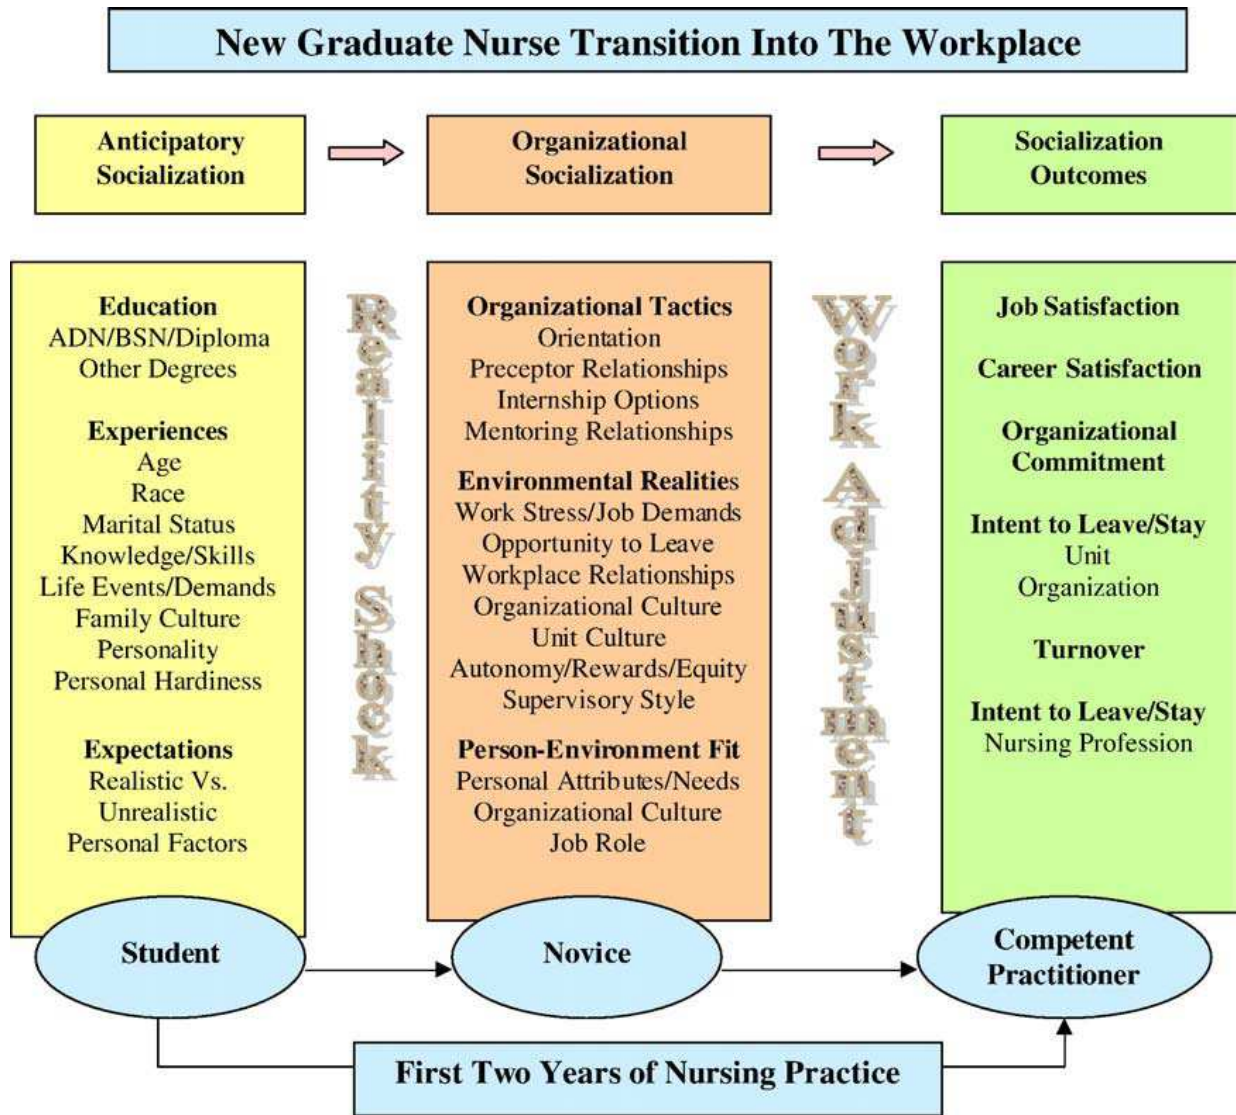 New Graduate Nurse Transition Into The Workplace
Anticipatory
Socialization
Organizational
Socialization
Socialization
Outcomes
Education
ADN/BSN/Diploma
Other Degrees
Experiences
Age
Race
Marital Status
Knowledge/Skills
Life Events/Demands
Family Culture
Personality
Personal Hardiness
Expectations
Realistic Vs.
Unrealistic
Personal Factors
Reality Shock
Organizational Tactics
Orientation
Preceptor Relationships
Internship Options
Mentoring Relationships
Environmental Realities
Work Stress/Job Demands
Opportunity to Leave
Workplace Relationships
Organizational Culture
Unit Culture
Autonomy/Rewards/Equity
Supervisory Style
Person-Environment Fit
Personal Attributes/Needs
Organizational Culture
Job Role
Work Adjustment
Job Satisfaction
Career Satisfaction
Organizational
Commitment
Intent to Leave/Stay
Unit
Organization
Turnover
Intent to Leave/Stay
Nursing Profession
Student
Novice
Competent
Practitioner
First Two Years of Nursing Practice